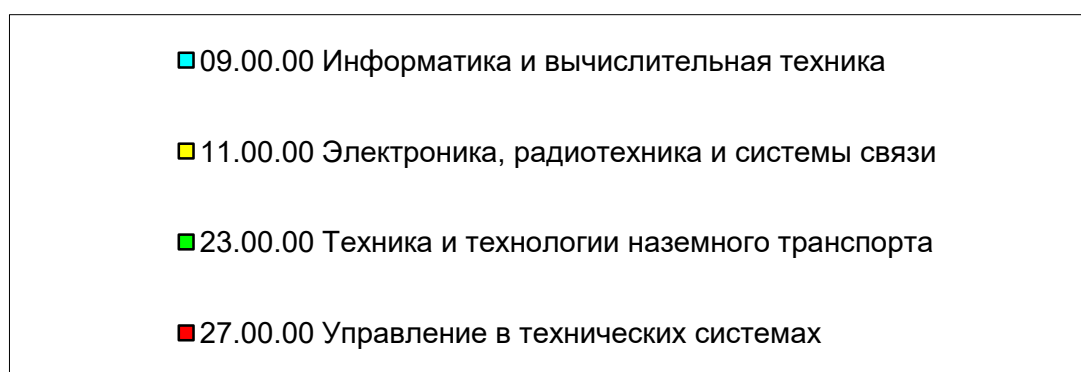 09.00.00 Информатика и вычислительная техника
11.00.00 Электроника, радиотехника и системы связи
23.00.00 Техника и технологии наземного транспорта
27.00.00 Управление в технических системах